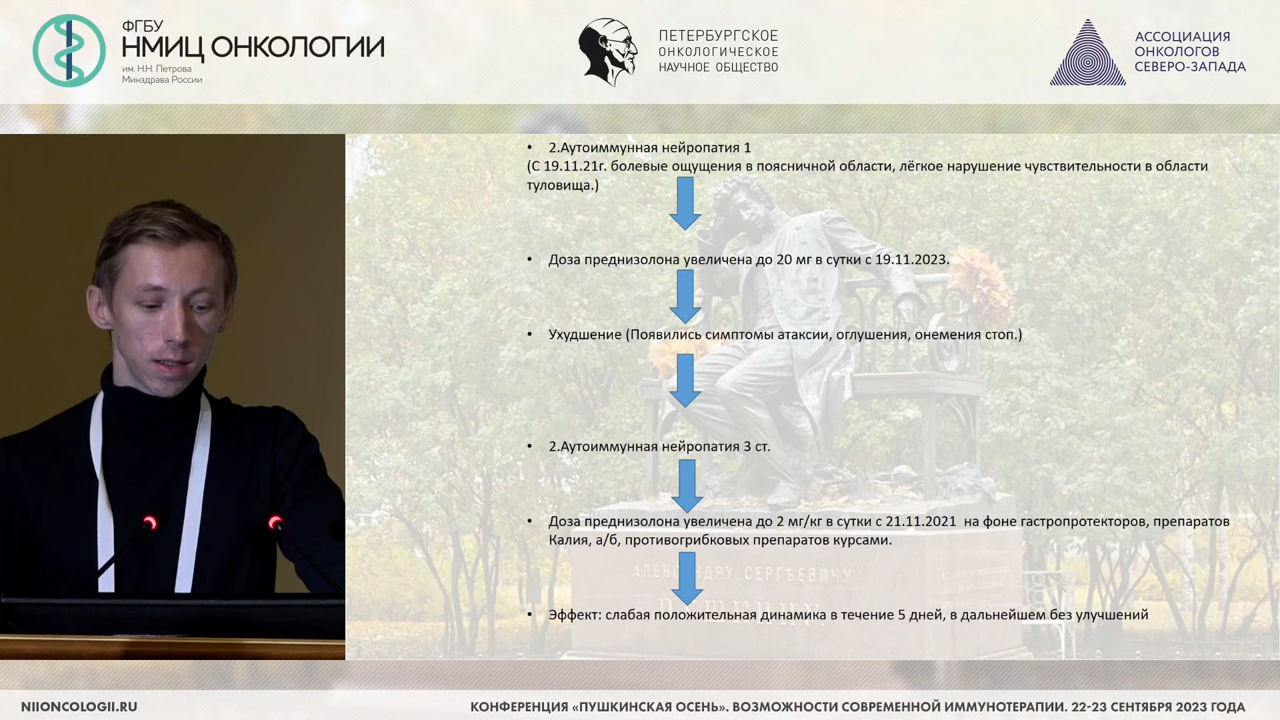 ФГБУ
НМИЦ ОНКОЛОГИИ
им. Н.Н. Петрова
Минздрава России
ПЕТЕРБУРГСКОЕ
ОНКОЛОГИЧЕСКОЕ
НАУЧНОЕ ОБЩЕСТВО
АССОЦИАЦИЯ
ОНКОЛОГОВ
СЕВЕРО-ЗАПАДА
• 2.Аутоиммунная нейропатия 1
(С 19.11.21г. болевые ощущения в поясничной области, лёгкое нарушение чувствительности в области
туловища.)
• Доза преднизолона увеличена до 20 мг в сутки с 19.11.2023.
• Ухудшение (Появились симптомы атаксии, оглушения, онемения стоп.)
• 2.Аутоиммунная нейропатия 3 ст.
• Доза преднизолона увеличена до 2 мг/кг в сутки с 21.11.2021 на фоне гастропротекторов, препаратов
Калия, а/б, противогрибковых препаратов курсами.
АЛЕКСАНДРУ СЕРГѢЕВИЧУ
• Эффект: слабая положительная динамика в течение 5 дней, в дальнейшем без улучшений
NIIONCOLOGII.RU
КОНФЕРЕНЦИЯ «ПУШКИНСКАЯ ОСЕНЬ». ВОЗМОЖНОСТИ СОВРЕМЕННОЙ ИММУНОТЕРАПИИ. 22-23 СЕНТЯБРЯ 2023 ГОДА